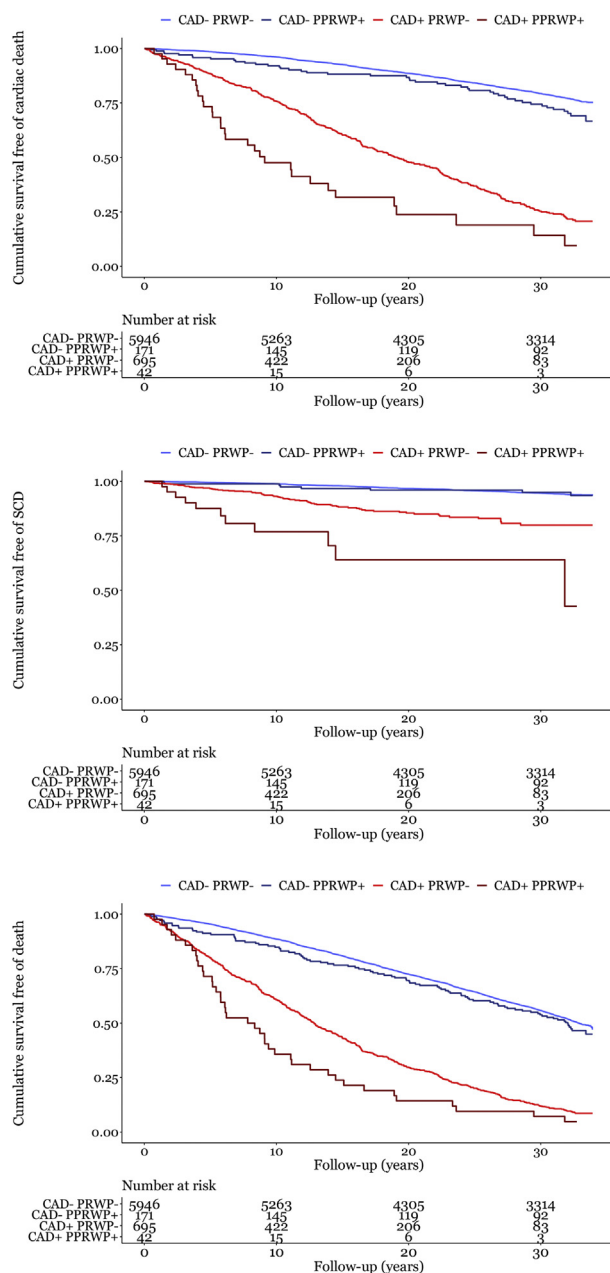 CAD- PRWP- CAD- PPRWP+ CAD+ PRWP- CAD+ PPRWP+
Cumulative survival free of cardiac death
1.00
0.75
0.50
0.25
0.00
0 10 20 30
Follow-up (years)
Number at risk
CAD- PRWP- 5946 5263 4305 3314
CAD- PPRWP+ 171 145 119 92
CAD+ PRWP- 695 422 206 83
CAD+ PPRWP+ 42 15 6 3
0 10 20 30
Follow-up (years)
CAD- PRWP- CAD- PPRWP+ CAD+ PRWP- CAD+ PPRWP+
Cumulative survival free of SCD
1.00
0.75
0.50
0.25
0.00
0 10 20 30
Follow-up (years)
Number at risk
CAD- PRWP- 5946 5263 4305 3314
CAD- PPRWP+ 171 145 119 92
CAD+ PRWP- 695 422 206 83
CAD+ PPRWP+ 42 15 6 3
0 10 20 30
Follow-up (years)
CAD- PRWP- CAD- PPRWP+ CAD+ PRWP- CAD+ PPRWP+
Cumulative survival free of death
1.00
0.75
0.50
0.25
0.00
0 10 20 30
Follow-up (years)
Number at risk
CAD- PRWP- 5946 5263 4305 3314
CAD- PPRWP+ 171 145 119 92
CAD+ PRWP- 695 422 206 83
CAD+ PPRWP+ 42 15 6 3
0 10 20 30
Follow-up (years)